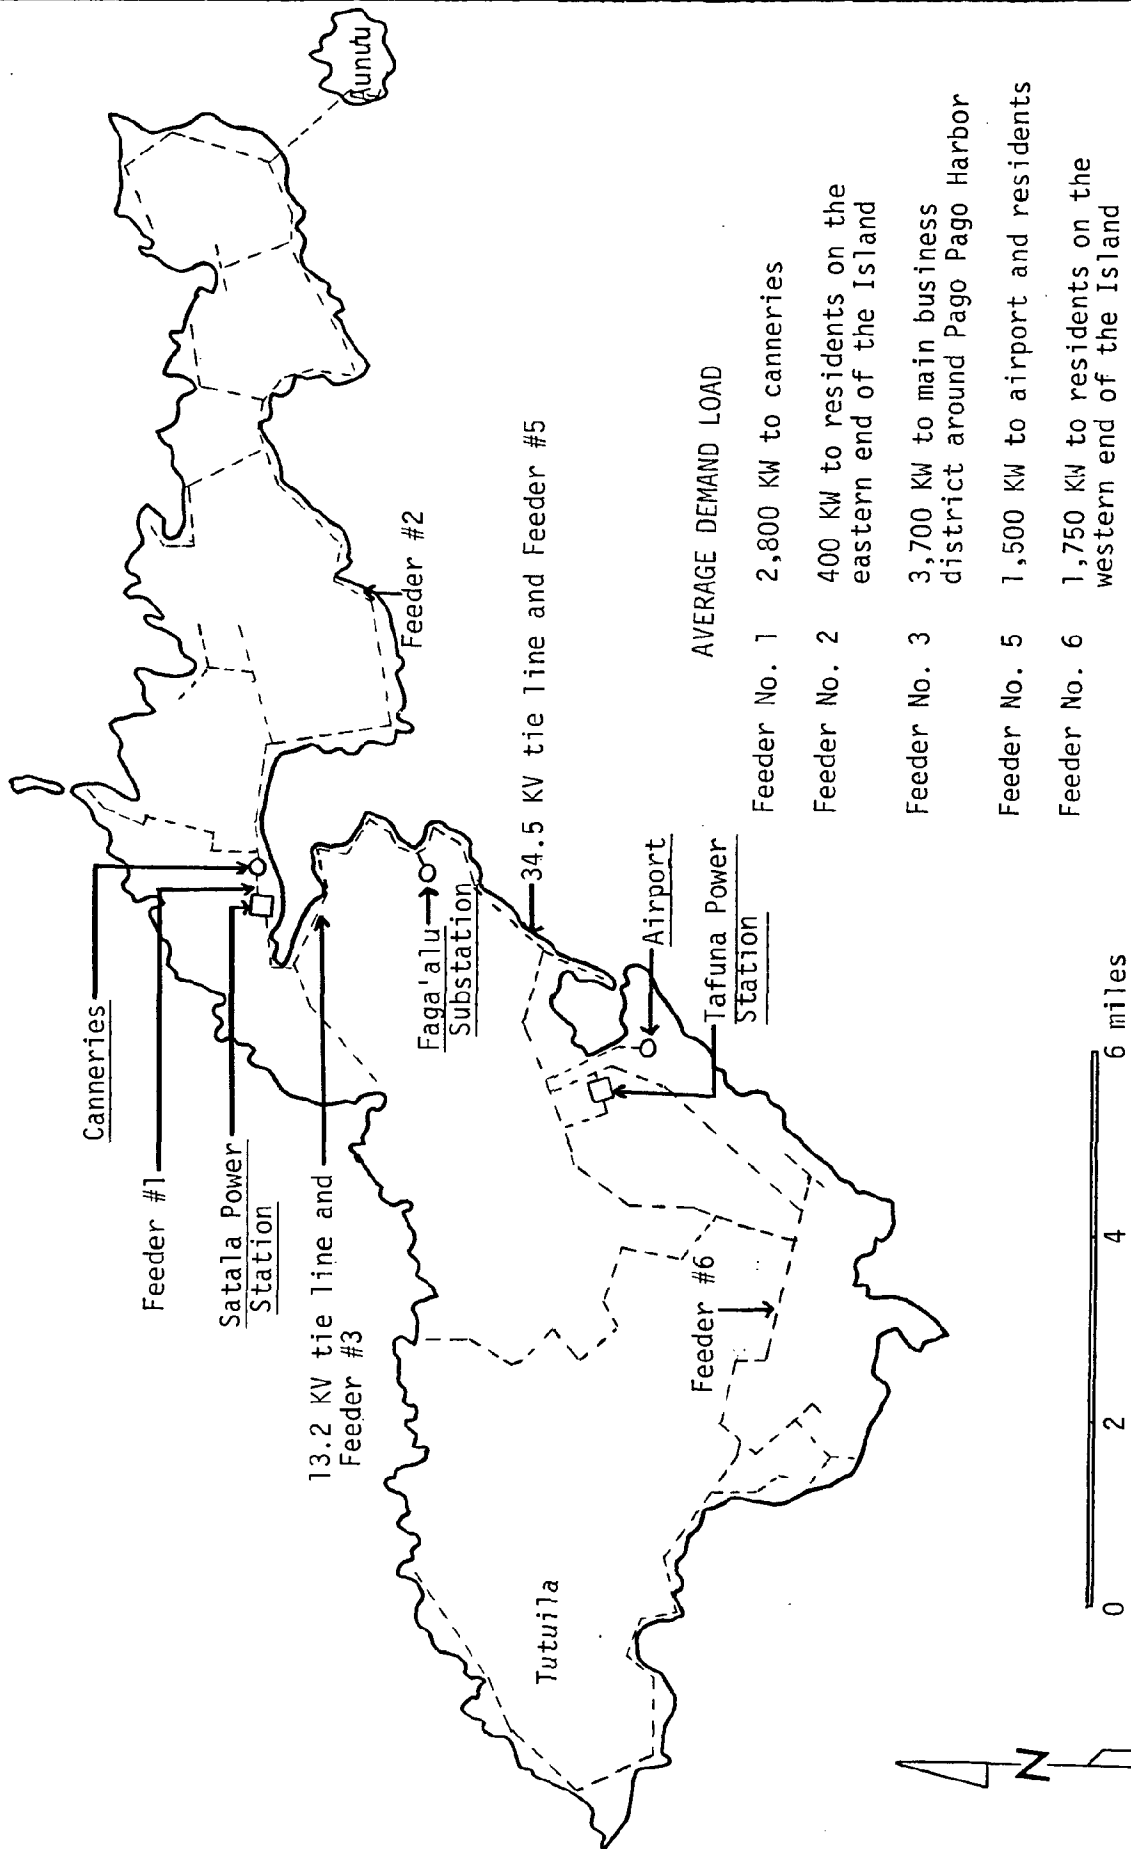 Aunuu
Canneries
Feeder #1
Satala Power
Station
13.2 KV tie line and
Feeder #3
Feeder #2
Faga'alu
Substation
34.5 KV tie line and Feeder #5
Airport
Tafuna Power
Station
Feeder #6
Tutuila
AVERAGE DEMAND LOAD
Feeder No. 1 2,800 KW to canneries
Feeder No. 2 400 KW to residents on the
eastern end of the Island
Feeder No. 3 3,700 KW to main business
district around Pago Pago Harbor
Feeder No. 5 1,500 KW to airport and residents
Feeder No. 6 1,750 KW to residents on the
western end of the Island
0 2 4 6 miles
N